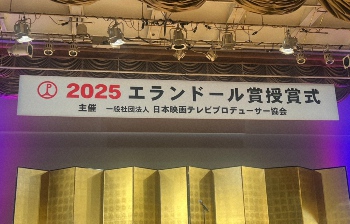 2025 エランドール賞授賞式
主催 一般社団法人 日本映画テレビプロデューサー協会